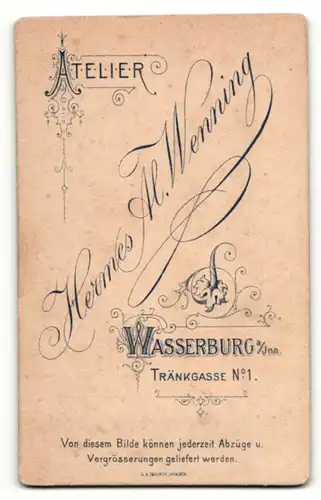 ATELIER
Hermes Al. Wenning
WASSERBURG a/Inn.
TRÄNKGASSE No 1.
Von diesem Bilde können jederzeit Abzüge u.
Vergrösserungen geliefert werden.